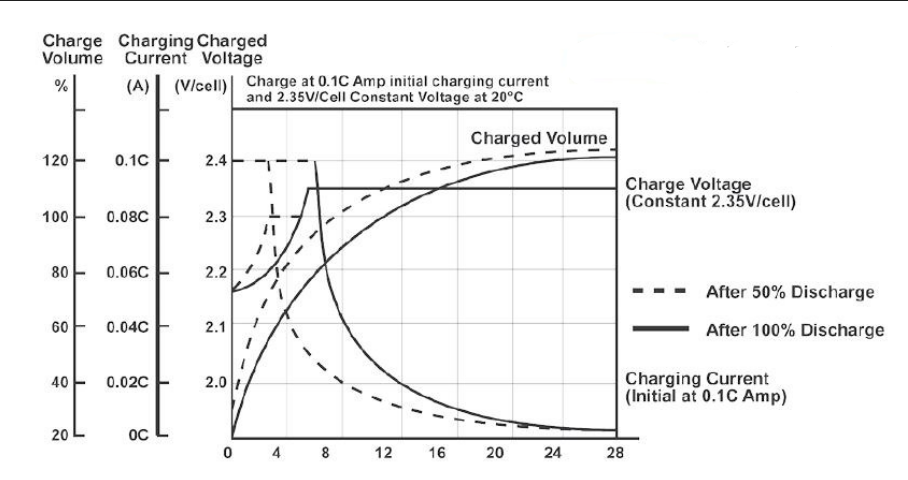 Charge Charging Charged
Volume Current Voltage
% (A) (V/cell)
Charge at 0.1C Amp initial charging current
and 2.35V/Cell Constant Voltage at 20°C
Charged Volume
120 0.1C 2.4
Charge Voltage
(Constant 2.35V/cell)
100 0.08C 2.3
80 0.06C 2.2
After 50% Discharge
60 0.04C 2.1
After 100% Discharge
40 0.02C 2.0
Charging Current
(Initial at 0.1C Amp)
20 0C
0 4 8 12 16 20 24 28